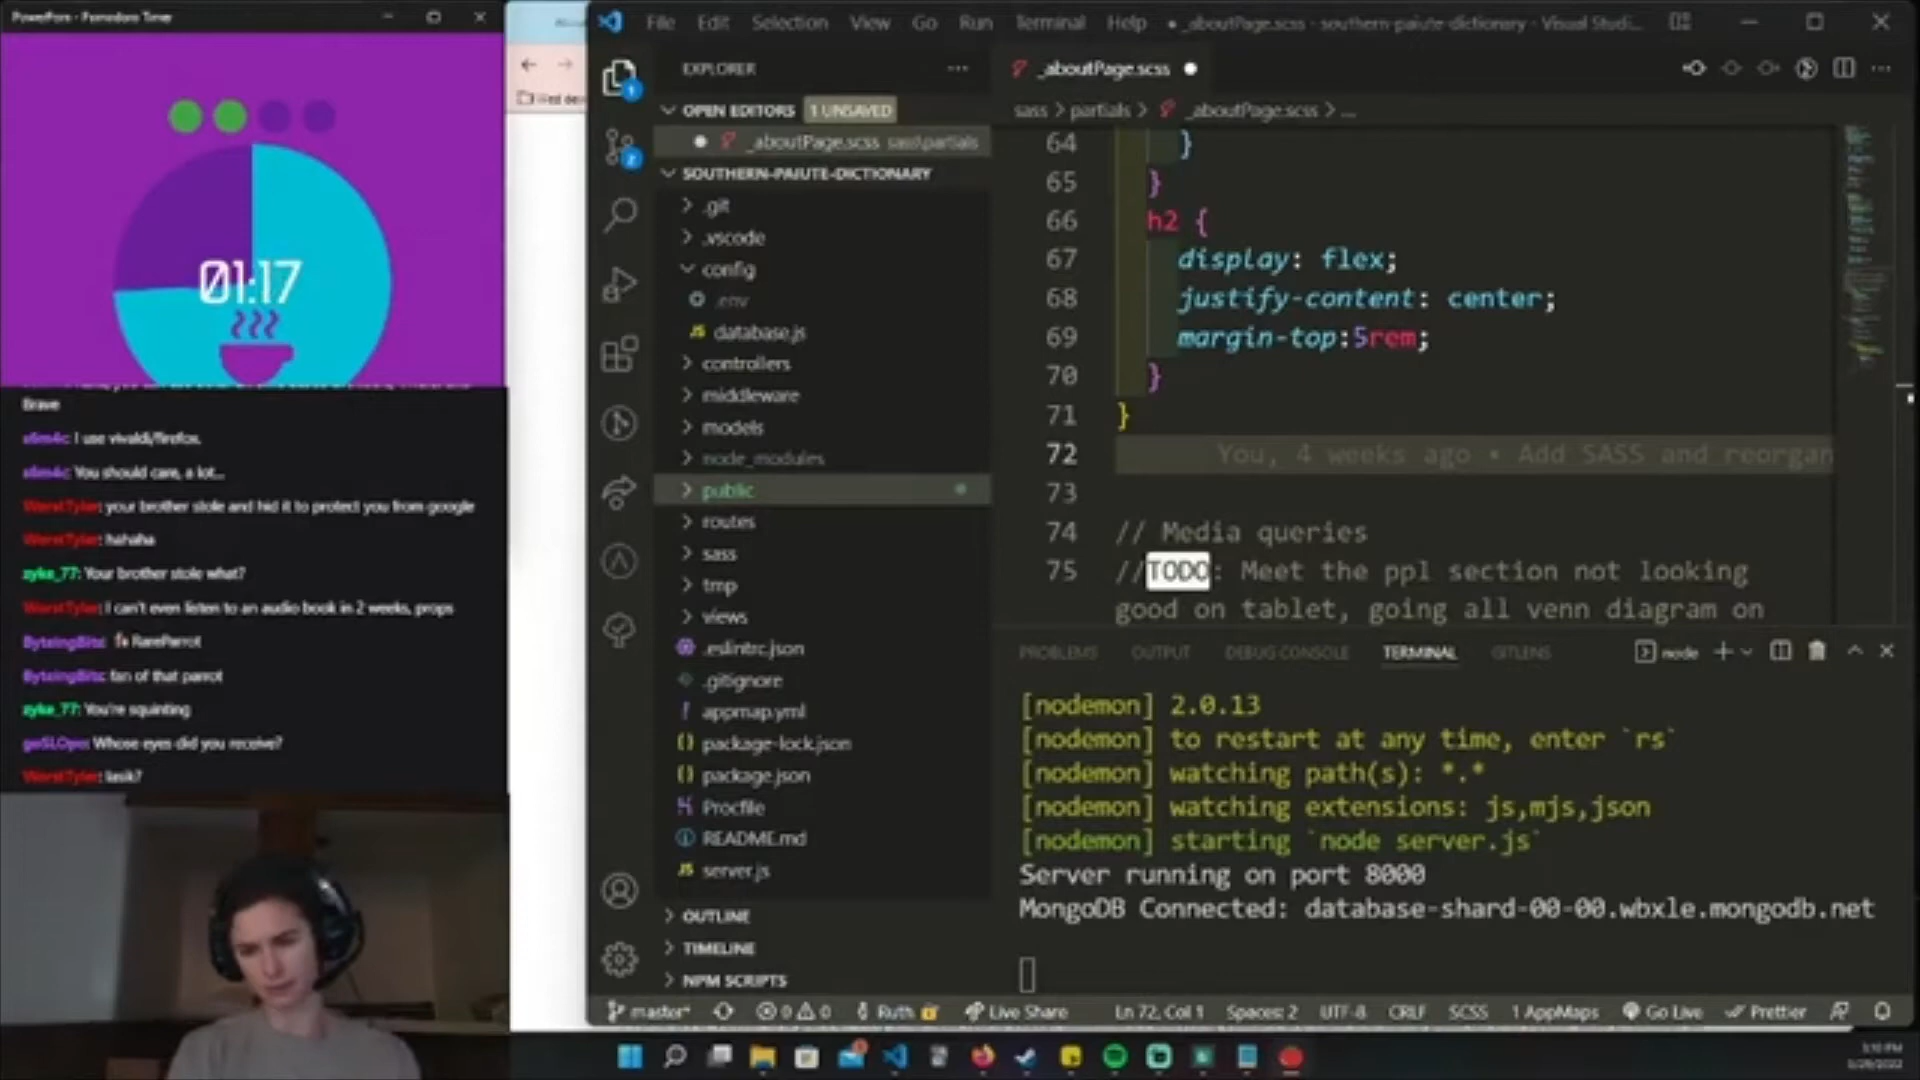 PowerPom - Pomodoro Timer
01:17
Brave
I use vivaldi/firefox.
You should care, a lot...
WorstTyler: your brother stole and hid it to protect you from google
WorstTyler: hahaha
zyke_77: Your brother stole what?
WorstTyler: I can't even listen to an audio book in 2 weeks, props
BytsingBits: RareParrot
BytsingBits: fan of that parrot
zyke_77: You're squinting
Whose eyes did you receive?
WorstTyler: lasik?
File Edit Selection View Go Run Terminal Help
_aboutPage.scss - southern-paiute-dictionary - Visual Studi...
EXPLORER
OPEN EDITORS 1 UNSAVED
_aboutPage.scss sass\partials
SOUTHERN-PAIUTE-DICTIONARY
.git
.vscode
config
.env
database.js
controllers
middleware
models
node_modules
public
routes
sass
tmp
views
.eslintrc.json
.gitignore
appmap.yml
package-lock.json
package.json
Procfile
README.md
server.js
OUTLINE
TIMELINE
NPM SCRIPTS
_aboutPage.scss
sass > partials > _aboutPage.scss > ...
64 }
65 }
66 h2 {
67 display: flex;
68 justify-content: center;
69 margin-top:5rem;
70 }
71 }
72 You, 4 weeks ago • Add SASS and reorgan
73
74 // Media queries
75 //TODO: Meet the ppl section not looking
good on tablet, going all venn diagram on
PROBLEMS OUTPUT DEBUG CONSOLE TERMINAL GITLENS node
[nodemon] 2.0.13
[nodemon] to restart at any time, enter `rs`
[nodemon] watching path(s): *.*
[nodemon] watching extensions: js,mjs,json
[nodemon] starting `node server.js`
Server running on port 8000
MongoDB Connected: database-shard-00-00.wbxle.mongodb.net
master* 0 0 Ruth Live Share Ln 72, Col 1 Spaces: 2 UTF-8 CRLF SCSS 1 AppMaps Go Live Prettier
3:10 PM